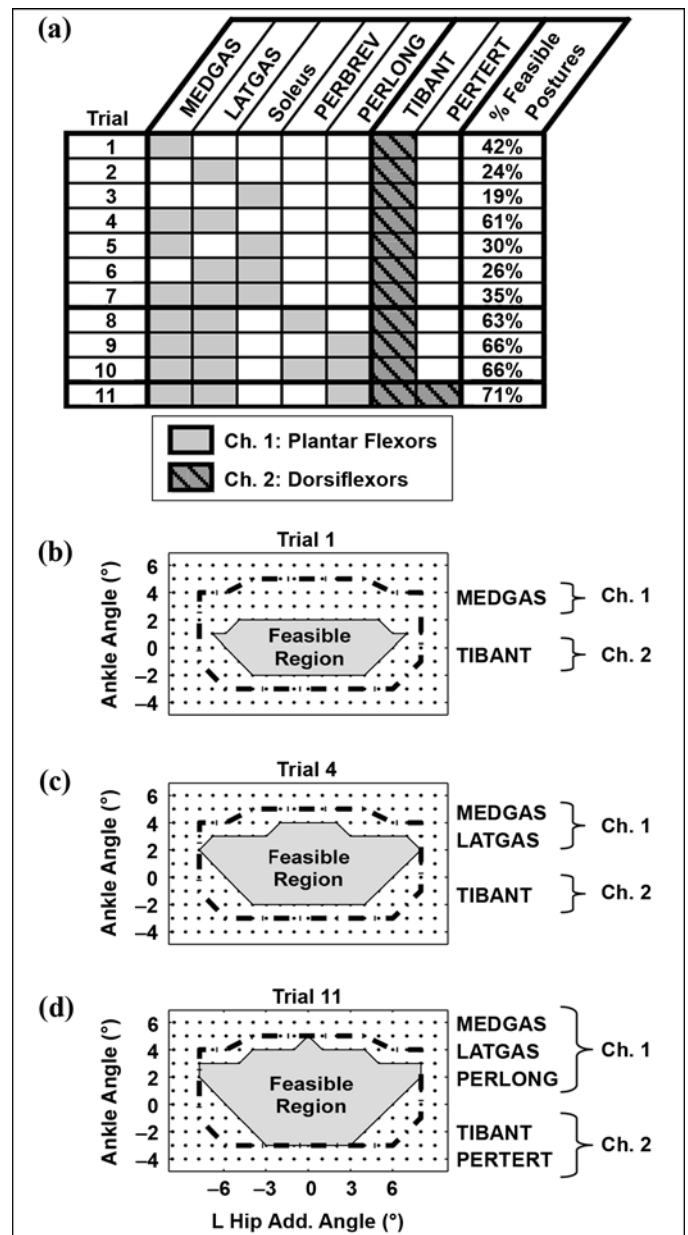 (a)
MEDGAS LATGAS Soleus PERBREV PERLONG TIBANT PERTERT % Feasible Postures
Trial
1 42%
2 24%
3 19%
4 61%
5 30%
6 26%
7 35%
8 63%
9 66%
10 66%
11 71%
Ch. 1: Plantar Flexors
Ch. 2: Dorsiflexors
(b)
Trial 1
Ankle Angle (°)
6
4
2
0
−2
−4
Feasible
Region
MEDGAS Ch. 1
TIBANT Ch. 2
(c)
Trial 4
Ankle Angle (°)
6
4
2
0
−2
−4
Feasible
Region
MEDGAS
LATGAS
Ch. 1
TIBANT Ch. 2
(d)
Trial 11
Ankle Angle (°)
6
4
2
0
−2
−4
Feasible
Region
MEDGAS
LATGAS
PERLONG
Ch. 1
TIBANT
PERTERT
Ch. 2
−6 −3 0 3 6
L Hip Add. Angle (°)